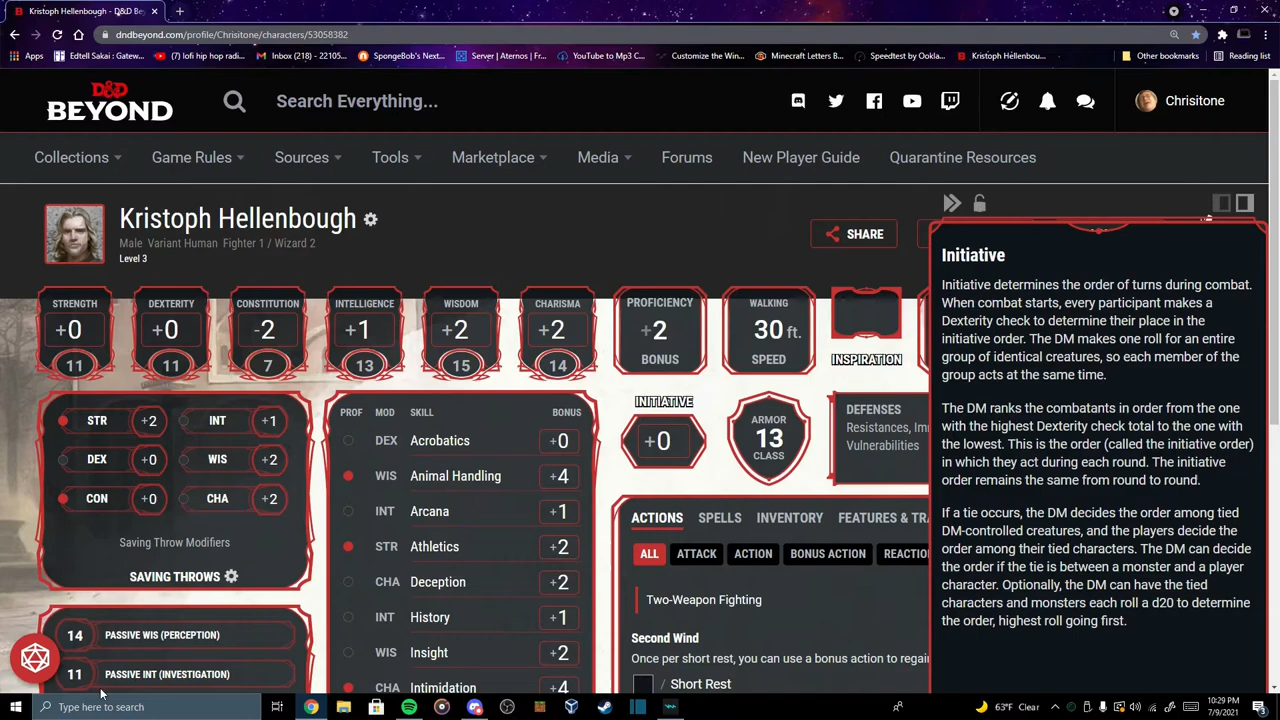 Kristoph Hellenbough - D&D B
dndbeyond.com/profile/Chrisitone/characters/53058382
Apps
Edtell Sakai : Gatew...
(7) lofi hip hop radi...
Inbox (218) - 22105...
SpongeBob's Next...
Server | Aternos | Fr...
YouTube to Mp3 C...
Customize the Win...
Minecraft Letters B...
Speedtest by Ookla...
Kristoph Hellenbou...
Other bookmarks
Reading list
D&D
BEYOND
Search Everything...
Chrisitone
Collections
Game Rules
Sources
Tools
Marketplace
Media
Forums
New Player Guide
Quarantine Resources
Kristoph Hellenbough
Male Variant Human Fighter 1 / Wizard 2
Level 3
SHARE
STRENGTH
+0
11
DEXTERITY
+0
11
CONSTITUTION
-2
7
INTELLIGENCE
+1
13
WISDOM
+2
15
CHARISMA
+2
14
PROFICIENCY
+2
BONUS
WALKING
30 ft.
SPEED
INSPIRATION
STR +2
INT +1
DEX +0
WIS +2
CON +0
CHA +2
Saving Throw Modifiers
SAVING THROWS
14 PASSIVE WIS (PERCEPTION)
11 PASSIVE INT (INVESTIGATION)
PROF MOD SKILL BONUS
DEX Acrobatics +0
WIS Animal Handling +4
INT Arcana +1
STR Athletics +2
CHA Deception +2
INT History +1
WIS Insight +2
CHA Intimidation +4
INITIATIVE
+0
ARMOR
13
CLASS
DEFENSES
Resistances, Im
Vulnerabilities
ACTIONS SPELLS INVENTORY FEATURES & TRA
ALL ATTACK ACTION BONUS ACTION REACTIO
Two-Weapon Fighting
Second Wind
Once per short rest, you can use a bonus action to regai
/ Short Rest
Initiative
Initiative determines the order of turns during combat.
When combat starts, every participant makes a
Dexterity check to determine their place in the
initiative order. The DM makes one roll for an entire
group of identical creatures, so each member of the
group acts at the same time.
The DM ranks the combatants in order from the one
with the highest Dexterity check total to the one with
the lowest. This is the order (called the initiative order)
in which they act during each round. The initiative
order remains the same from round to round.
If a tie occurs, the DM decides the order among tied
DM-controlled creatures, and the players decide the
order among their tied characters. The DM can decide
the order if the tie is between a monster and a player
character. Optionally, the DM can have the tied
characters and monsters each roll a d20 to determine
the order, highest roll going first.
Type here to search
63°F Clear
10:29 PM
7/9/2021
3